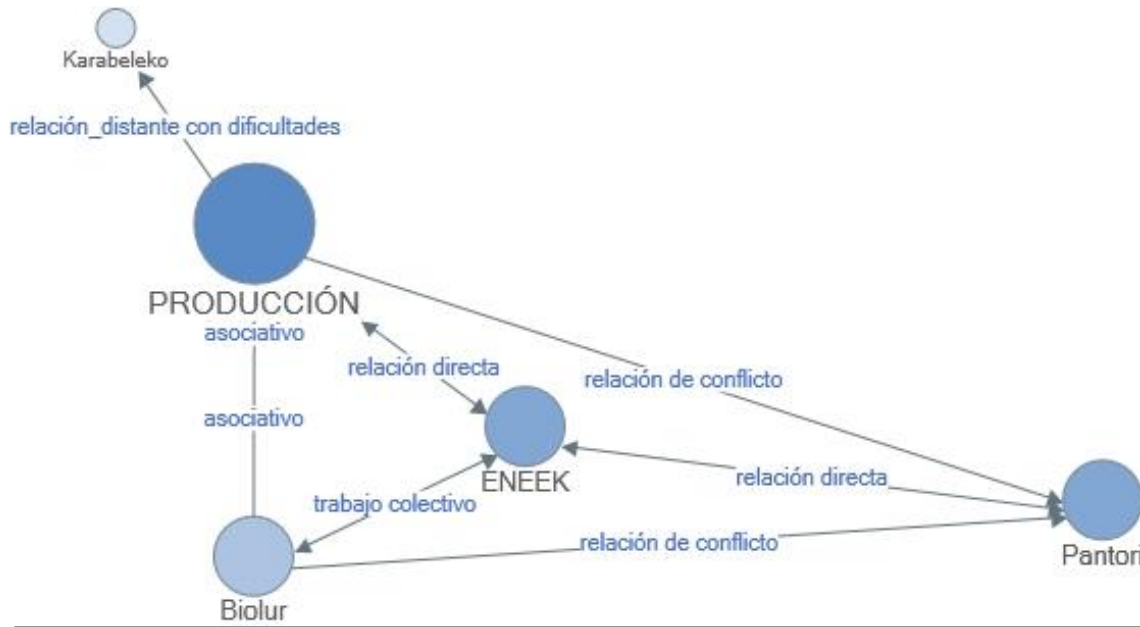 Karabeleko
relación_distante con dificultades
PRODUCCIÓN
asociativo
relación directa
relación de conflicto
asociativo
ENEEK
relación directa
trabajo colectivo
relación de conflicto
Pantori
Biolur